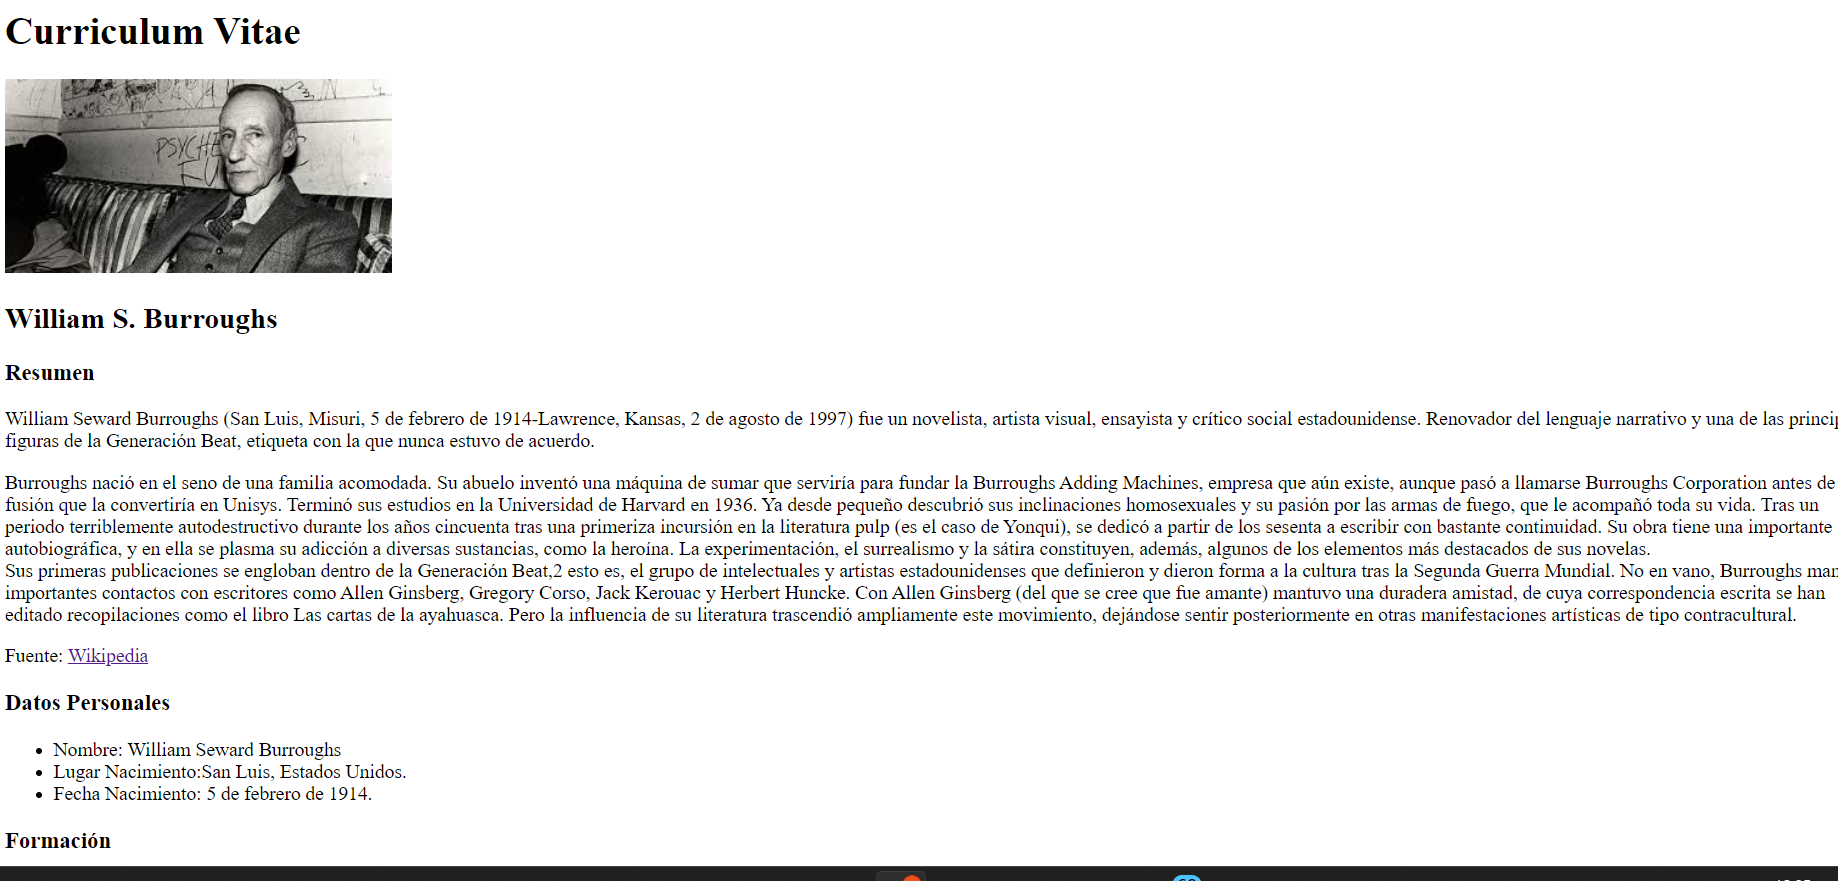 Curriculum Vitae
PSYCHE
William S. Burroughs
Resumen
William Seward Burroughs (San Luis, Misuri, 5 de febrero de 1914-Lawrence, Kansas, 2 de agosto de 1997) fue un novelista, artista visual, ensayista y crítico social estadounidense. Renovador del lenguaje narrativo y una de las
figuras de la Generación Beat, etiqueta con la que nunca estuvo de acuerdo.
Burroughs nació en el seno de una familia acomodada. Su abuelo inventó una máquina de sumar que serviría para fundar la Burroughs Adding Machines, empresa que aún existe, aunque pasó a llamarse Burroughs Corporation antes de
fusión que la convertiría en Unisys. Terminó sus estudios en la Universidad de Harvard en 1936. Ya desde pequeño descubrió sus inclinaciones homosexuales y su pasión por las armas de fuego, que le acompañó toda su vida. Tras un
periodo terriblemente autodestructivo durante los años cincuenta tras una primeriza incursión en la literatura pulp (es el caso de Yonqui), se dedicó a partir de los sesenta a escribir con bastante continuidad. Su obra tiene una importante
autobiográfica, y en ella se plasma su adicción a diversas sustancias, como la heroína. La experimentación, el surrealismo y la sátira constituyen, además, algunos de los elementos más destacados de sus novelas.
Sus primeras publicaciones se engloban dentro de la Generación Beat,2 esto es, el grupo de intelectuales y artistas estadounidenses que definieron y dieron forma a la cultura tras la Segunda Guerra Mundial. No en vano, Burroughs
importantes contactos con escritores como Allen Ginsberg, Gregory Corso, Jack Kerouac y Herbert Huncke. Con Allen Ginsberg (del que se cree que fue amante) mantuvo una duradera amistad, de cuya correspondencia escrita se han
editado recopilaciones como el libro Las cartas de la ayahuasca. Pero la influencia de su literatura trascendió ampliamente este movimiento, dejándose sentir posteriormente en otras manifestaciones artísticas de tipo contracultural.
Fuente: Wikipedia
Datos Personales
• Nombre: William Seward Burroughs
• Lugar Nacimiento:San Luis, Estados Unidos.
• Fecha Nacimiento: 5 de febrero de 1914.
Formación